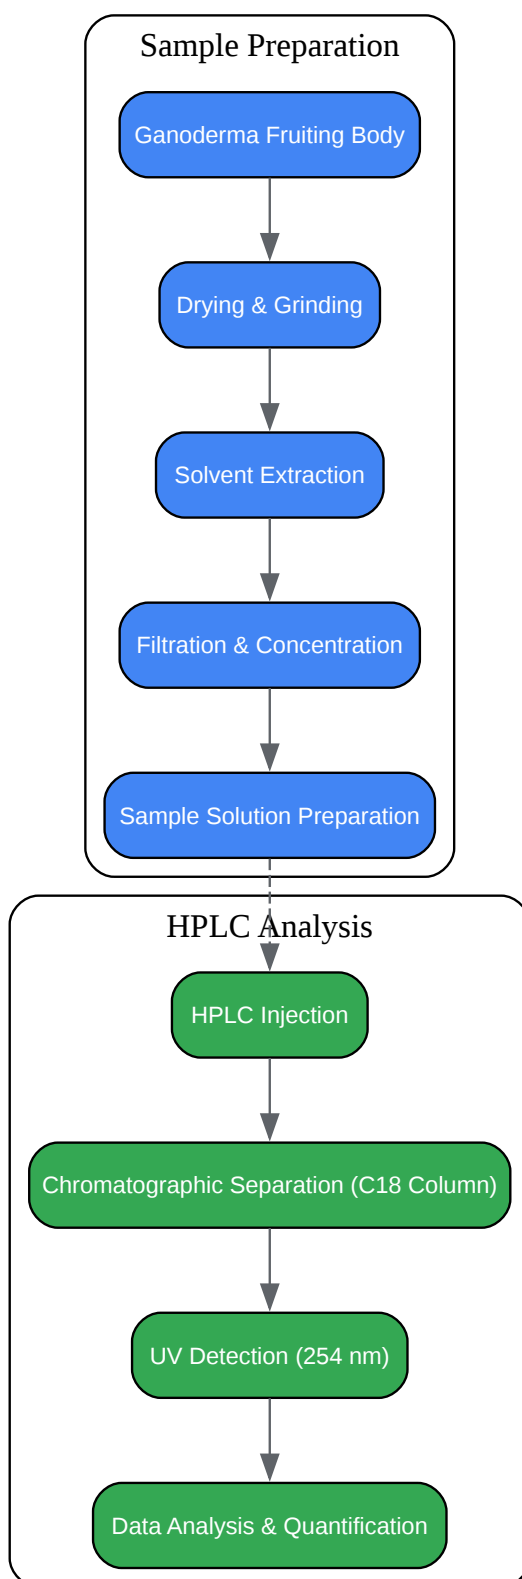 Sample Preparation
Ganoderma Fruiting Body
Drying & Grinding
Solvent Extraction
Filtration & Concentration
Sample Solution Preparation
HPLC Analysis
HPLC Injection
Chromatographic Separation (C18 Column)
UV Detection (254 nm)
Data Analysis & Quantification